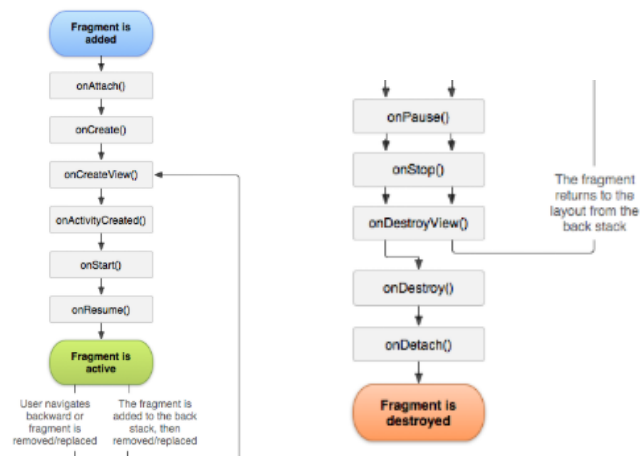 Fragment is
added
onAttach()
onCreate()
onCreateView()
onActivityCreated()
onStart()
onResume()
Fragment is
active
User navigates
backward or
fragment is
removed/replaced
The fragment is
added to the back
stack, then
removed/replaced
onPause()
onStop()
onDestroyView()
The fragment
returns to the
layout from the
back stack
onDestroy()
onDetach()
Fragment is
destroyed